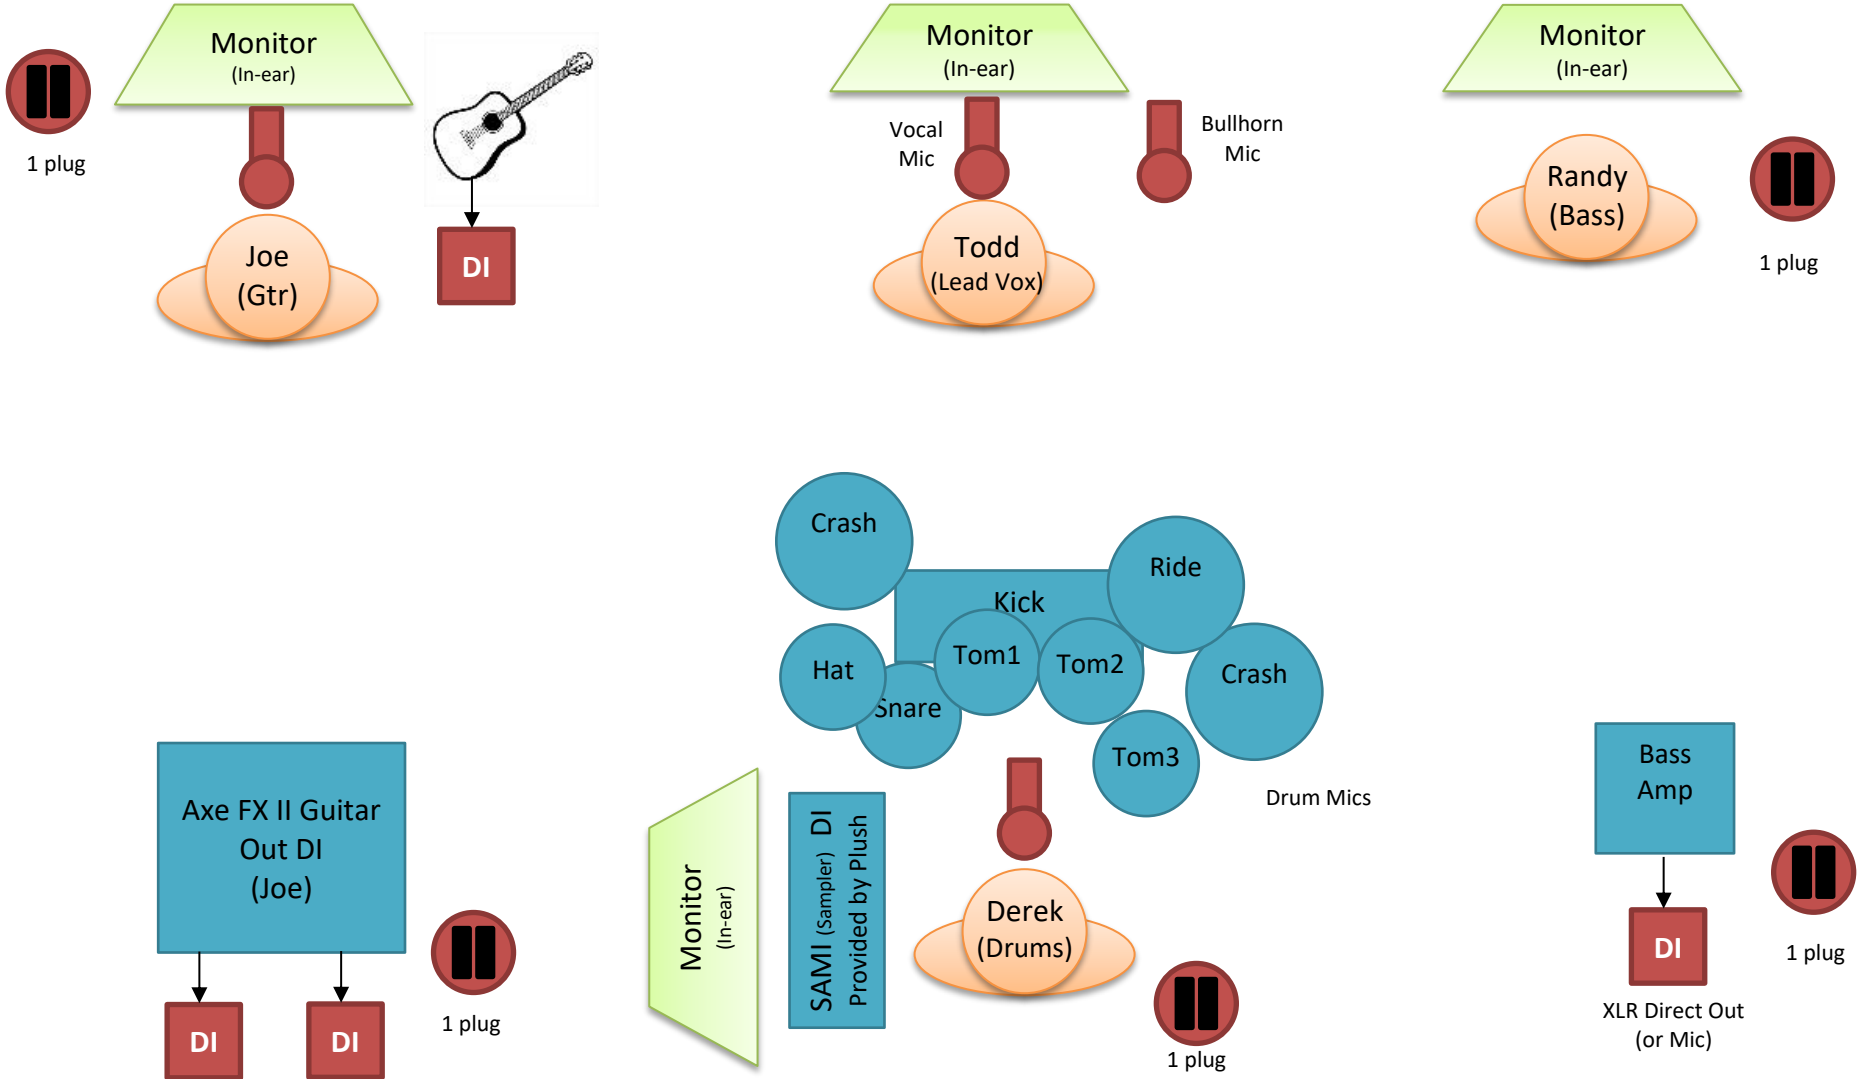 Monitor
(In-ear)
1 plug
Joe
(Gtr)
DI
Monitor
(In-ear)
Vocal
Mic
Bullhorn
Mic
Todd
(Lead Vox)
Monitor
(In-ear)
Randy
(Bass)
1 plug
Crash
Kick
Ride
Hat
Snare
Tom1
Tom2
Crash
Tom3
Drum Mics
Axe FX II Guitar
Out DI
(Joe)
DI
DI
1 plug
Monitor
(In-ear)
SAMI (Sampler) DI
Provided by Plush
Derek
(Drums)
1 plug
Bass
Amp
DI
XLR Direct Out
(or Mic)
1 plug